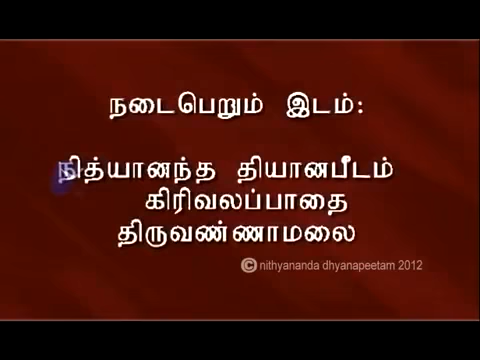 நடைபெறும் இடம்:
நித்யானந்த தியானபீடம்
கிரிவலப்பாதை
திருவண்ணாமலை
© nithyananda dhyanapeetam 2012